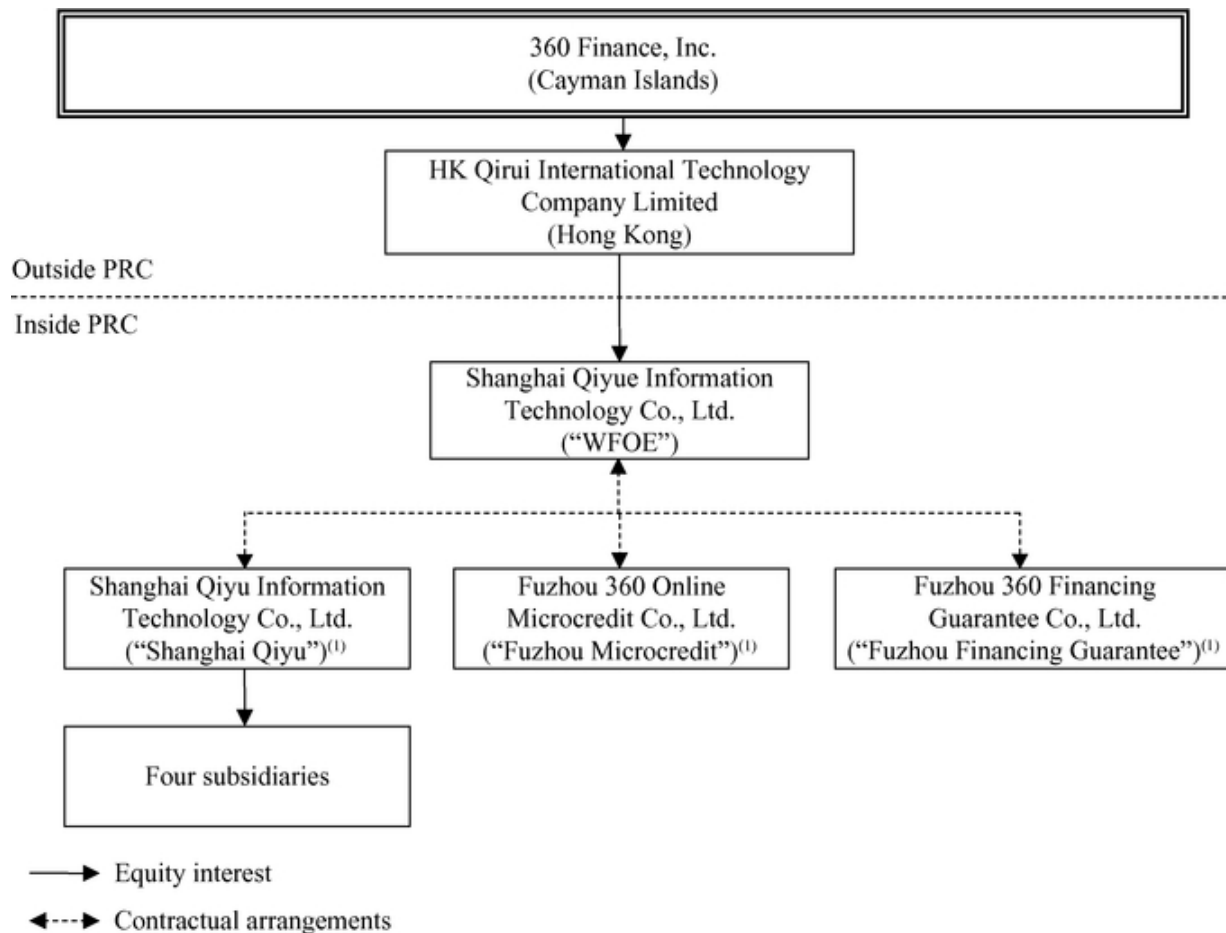 360 Finance, Inc.
(Cayman Islands)
HK Qirui International Technology
Company Limited
(Hong Kong)
Outside PRC
Inside PRC
Shanghai Qiyue Information
Technology Co., Ltd.
(“WFOE”)
Shanghai Qiyu Information
Technology Co., Ltd.
(“Shanghai Qiyu”)(1)
Fuzhou 360 Online
Microcredit Co., Ltd.
(“Fuzhou Microcredit”)(1)
Fuzhou 360 Financing
Guarantee Co., Ltd.
(“Fuzhou Financing Guarantee”)(1)
Four subsidiaries
Equity interest
Contractual arrangements